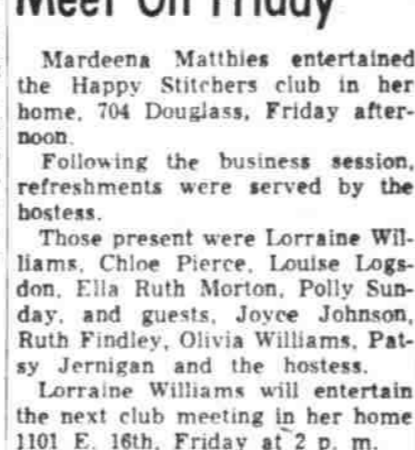 Meet On Friday
Mardeena Matthies entertained
the Happy Stitchers club in her
home, 704 Douglass, Friday after-
noon.
Following the business session,
refreshments were served by the
hostess.
Those present were Lorraine Wil-
liams, Chloe Pierce, Louise Logs-
don, Ella Ruth Morton, Polly Sun-
day, and guests, Joyce Johnson,
Ruth Findley, Olivia Williams, Pat-
sy Jernigan and the hostess.
Lorraine Williams will entertain
the next club meeting in her home
1101 E. 16th, Friday at 2 p. m.